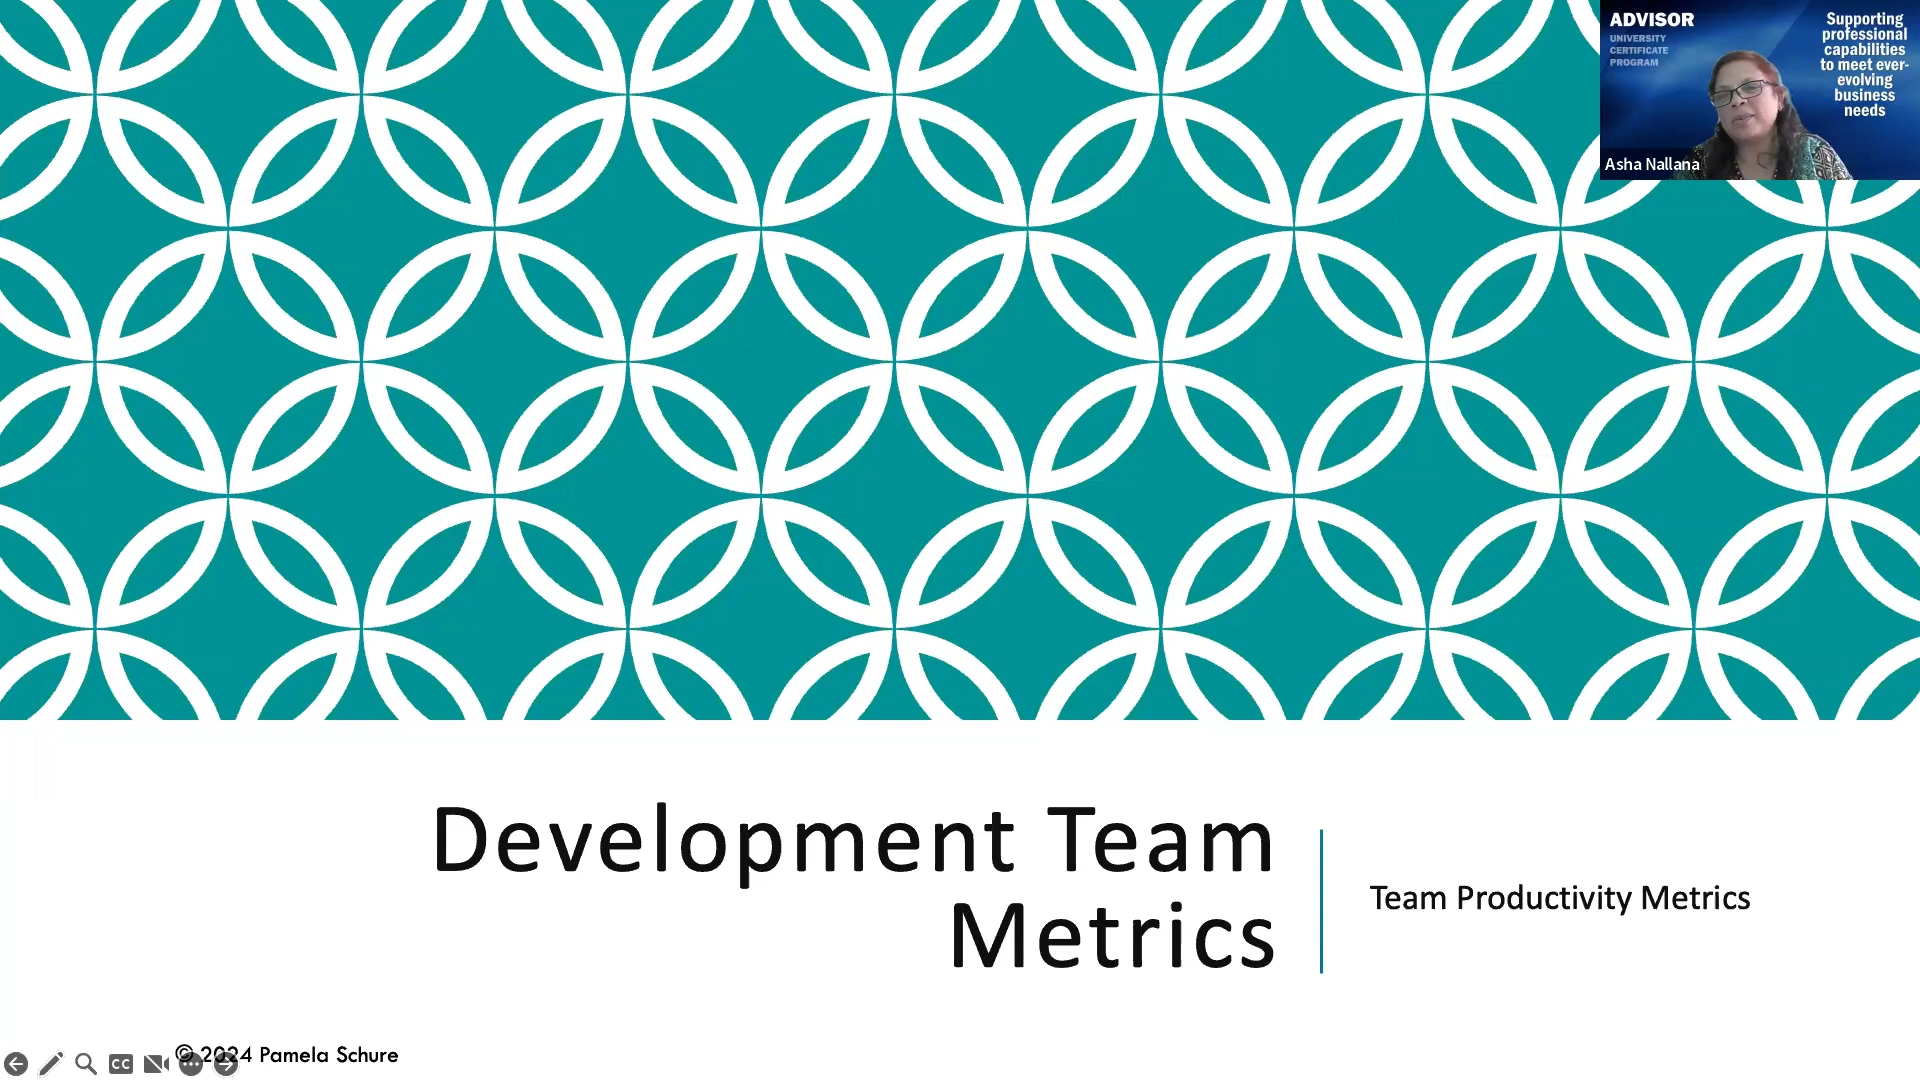 ADVISOR
UNIVERSITY
CERTIFICATE
PROGRAM
Supporting
professional
capabilities
to meet ever-
evolving
business
needs
Asha Nallana
Development Team
Metrics
Team Productivity Metrics
© 2024 Pamela Schure
CC